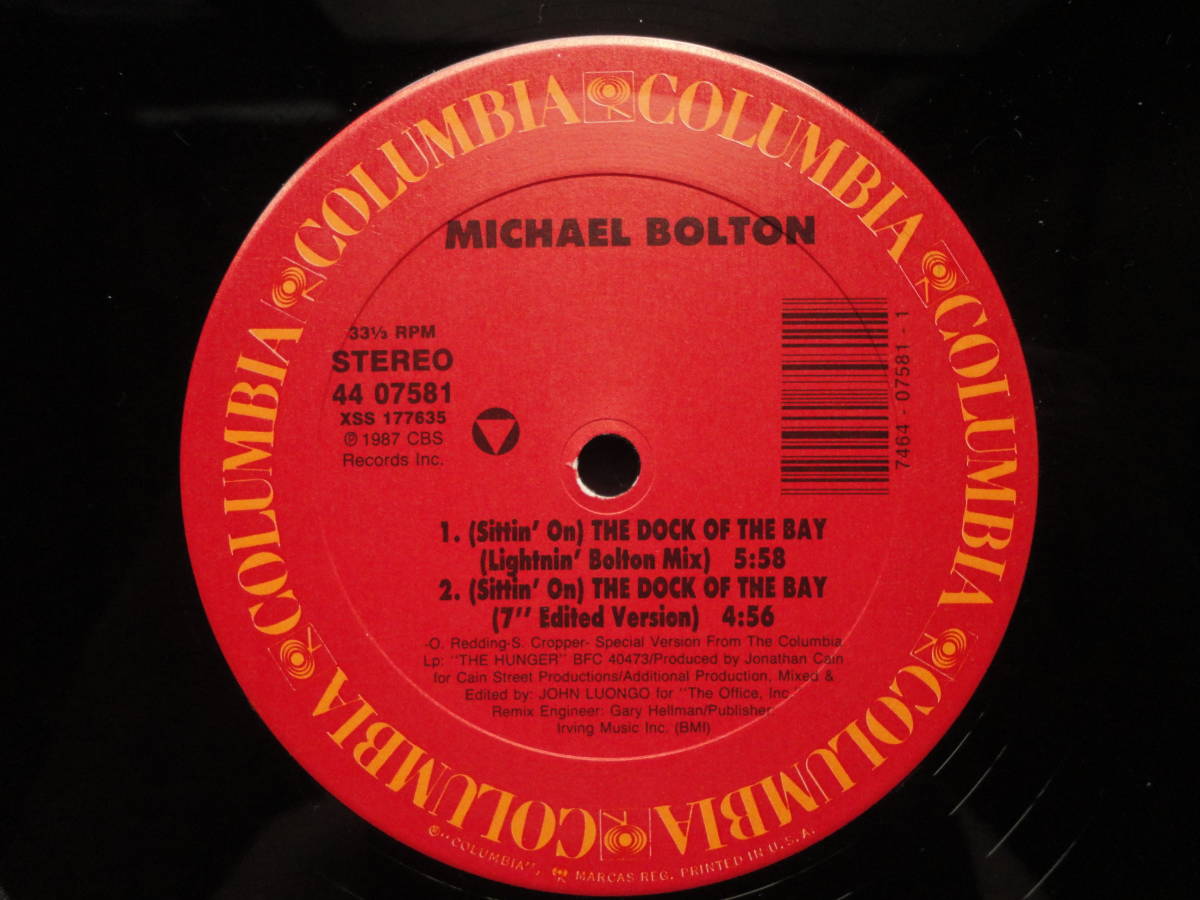 COLUMBIA COLUMBIA COLUMBIA COLUMBIA COLUMBIA COLUMBIA COLUMBIA COLUMBIA
MICHAEL BOLTON
33⅓ RPM
STEREO
44 07581
XSS 177635
℗ 1987 CBS
Records Inc.
7464 - 07581 - 1
1. (Sittin' On) THE DOCK OF THE BAY
(Lightnin' Bolton Mix) 5:58
2. (Sittin' On) THE DOCK OF THE BAY
(7'' Edited Version) 4:56
-O. Redding-S. Cropper- Special Version From The Columbia
Lp: "THE HUNGER" BFC 40473/Produced by Jonathan Cain
for Cain Street Productions/Additional Production, Mixed &
Edited by: JOHN LUONGO for "The Office, Inc.
Remix Engineer: Gary Hellman/Publisher:
Irving Music Inc. (BMI)
®"COLUMBIA", MARCAS REG. PRINTED IN U.S.A.